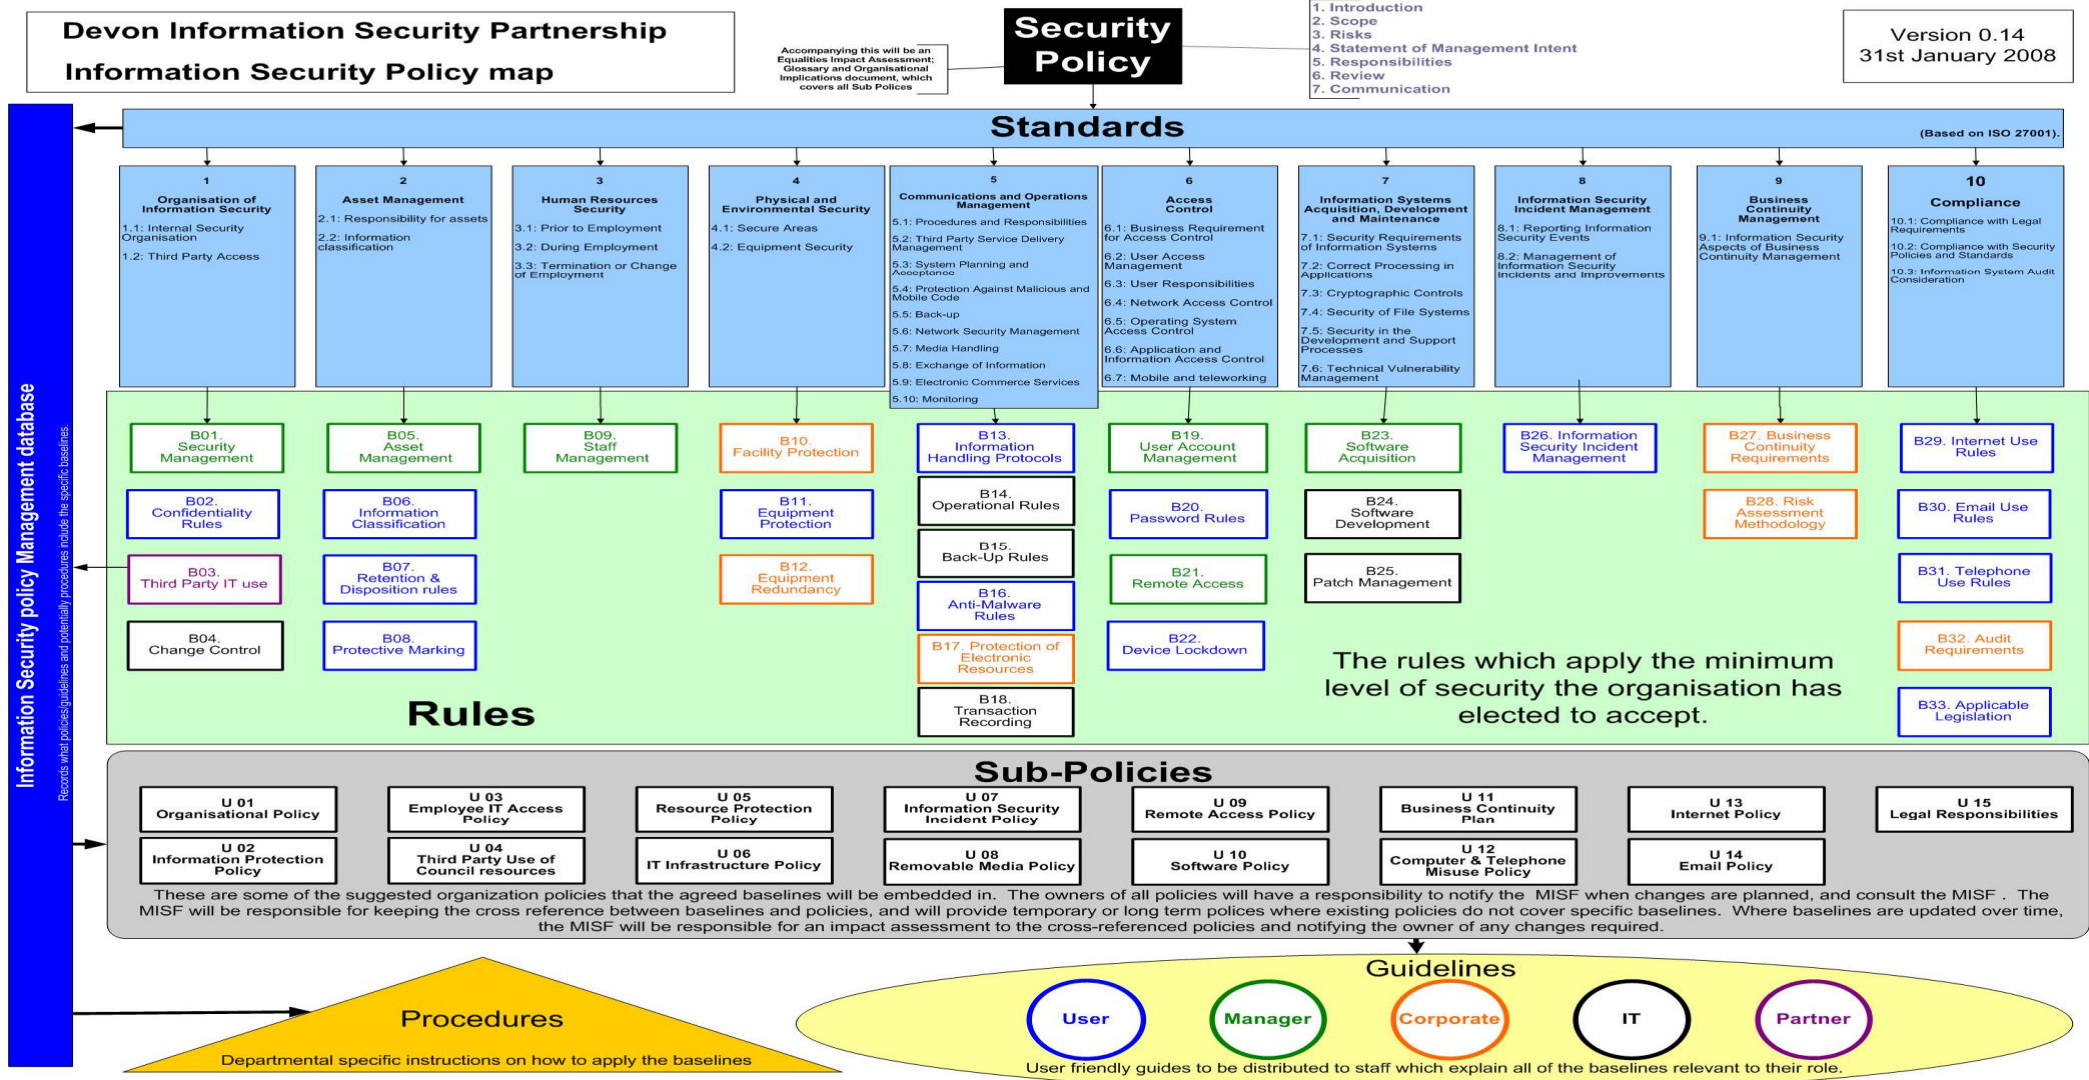 Devon Information Security Partnership
Information Security Policy map
Accompanying this will be an
Equalities Impact Assessment;
Glossary and Organisational
Implications document, which
covers all Sub Polices
Security
Policy
1. Introduction
2. Scope
3. Risks
4. Statement of Management Intent
5. Responsibilities
6. Review
7. Communication
Version 0.14
31st January 2008
Information Security policy Management database
Records what policies/guidelines and potentially procedures include the specific baselines.
Standards
(Based on ISO 27001).
1
Organisation of
Information Security
1.1: Internal Security
Organisation
1.2: Third Party Access
2
Asset Management
2.1: Responsibility for assets
2.2: Information
classification
3
Human Resources
Security
3.1: Prior to Employment
3.2: During Employment
3.3: Termination or Change
of Employment
4
Physical and
Environmental Security
4.1: Secure Areas
4.2: Equipment Security
5
Communications and Operations
Management
5.1: Procedures and Responsibilities
5.2: Third Party Service Delivery
Management
5.3: System Planning and
Acceptance
5.4: Protection Against Malicious and
Mobile Code
5.5: Back-up
5.6: Network Security Management
5.7: Media Handling
5.8: Exchange of Information
5.9: Electronic Commerce Services
5.10: Monitoring
6
Access
Control
6.1: Business Requirement
for Access Control
6.2: User Access
Management
6.3: User Responsibilities
6.4: Network Access Control
6.5: Operating System
Access Control
6.6: Application and
Information Access Control
6.7: Mobile and teleworking
7
Information Systems
Acquisition, Development
and Maintenance
7.1: Security Requirements
of Information Systems
7.2: Correct Processing in
Applications
7.3: Cryptographic Controls
7.4: Security of File Systems
7.5: Security in the
Development and Support
Processes
7.6: Technical Vulnerability
Management
8
Information Security
Incident Management
8.1: Reporting Information
Security Events
8.2: Management of
Information Security
Incidents and Improvements
9
Business
Continuity
Management
9.1: Information Security
Aspects of Business
Continuity Management
10
Compliance
10.1: Compliance with Legal
Requirements
10.2: Compliance with Security
Policies and Standards
10.3: Information System Audit
Consideration
B01.
Security
Management
B02.
Confidentiality
Rules
B03.
Third Party IT use
B04.
Change Control
B05.
Asset
Management
B06.
Information
Classification
B07.
Retention &
Disposition rules
B08.
Protective Marking
B09.
Staff
Management
B10.
Facility Protection
B11.
Equipment
Protection
B12.
Equipment
Redundancy
B13.
Information
Handling Protocols
B14.
Operational Rules
B15.
Back-Up Rules
B16.
Anti-Malware
Rules
B17. Protection of
Electronic
Resources
B18.
Transaction
Recording
B19.
User Account
Management
B20.
Password Rules
B21.
Remote Access
B22.
Device Lockdown
B23.
Software
Acquisition
B24.
Software
Development
B25.
Patch Management
B26. Information
Security Incident
Management
B27. Business
Continuity
Requirements
B28. Risk
Assessment
Methodology
B29. Internet Use
Rules
B30. Email Use
Rules
B31. Telephone
Use Rules
B32. Audit
Requirements
B33. Applicable
Legislation
Rules
The rules which apply the minimum
level of security the organisation has
elected to accept.
Sub-Policies
U 01
Organisational Policy
U 02
Information Protection
Policy
U 03
Employee IT Access
Policy
U 04
Third Party Use of
Council resources
U 05
Resource Protection
Policy
U 06
IT Infrastructure Policy
U 07
Information Security
Incident Policy
U 08
Removable Media Policy
U 09
Remote Access Policy
U 10
Software Policy
U 11
Business Continuity
Plan
U 12
Computer & Telephone
Misuse Policy
U 13
Internet Policy
U 14
Email Policy
U 15
Legal Responsibilities
These are some of the suggested organization policies that the agreed baselines will be embedded in. The owners of all policies will have a responsibility to notify the MISF when changes are planned, and consult the MISF . The
MISF will be responsible for keeping the cross reference between baselines and policies, and will provide temporary or long term polices where existing policies do not cover specific baselines. Where baselines are updated over time,
the MISF will be responsible for an impact assessment to the cross-referenced policies and notifying the owner of any changes required.
Procedures
Departmental specific instructions on how to apply the baselines
Guidelines
User
Manager
Corporate
IT
Partner
User friendly guides to be distributed to staff which explain all of the baselines relevant to their role.